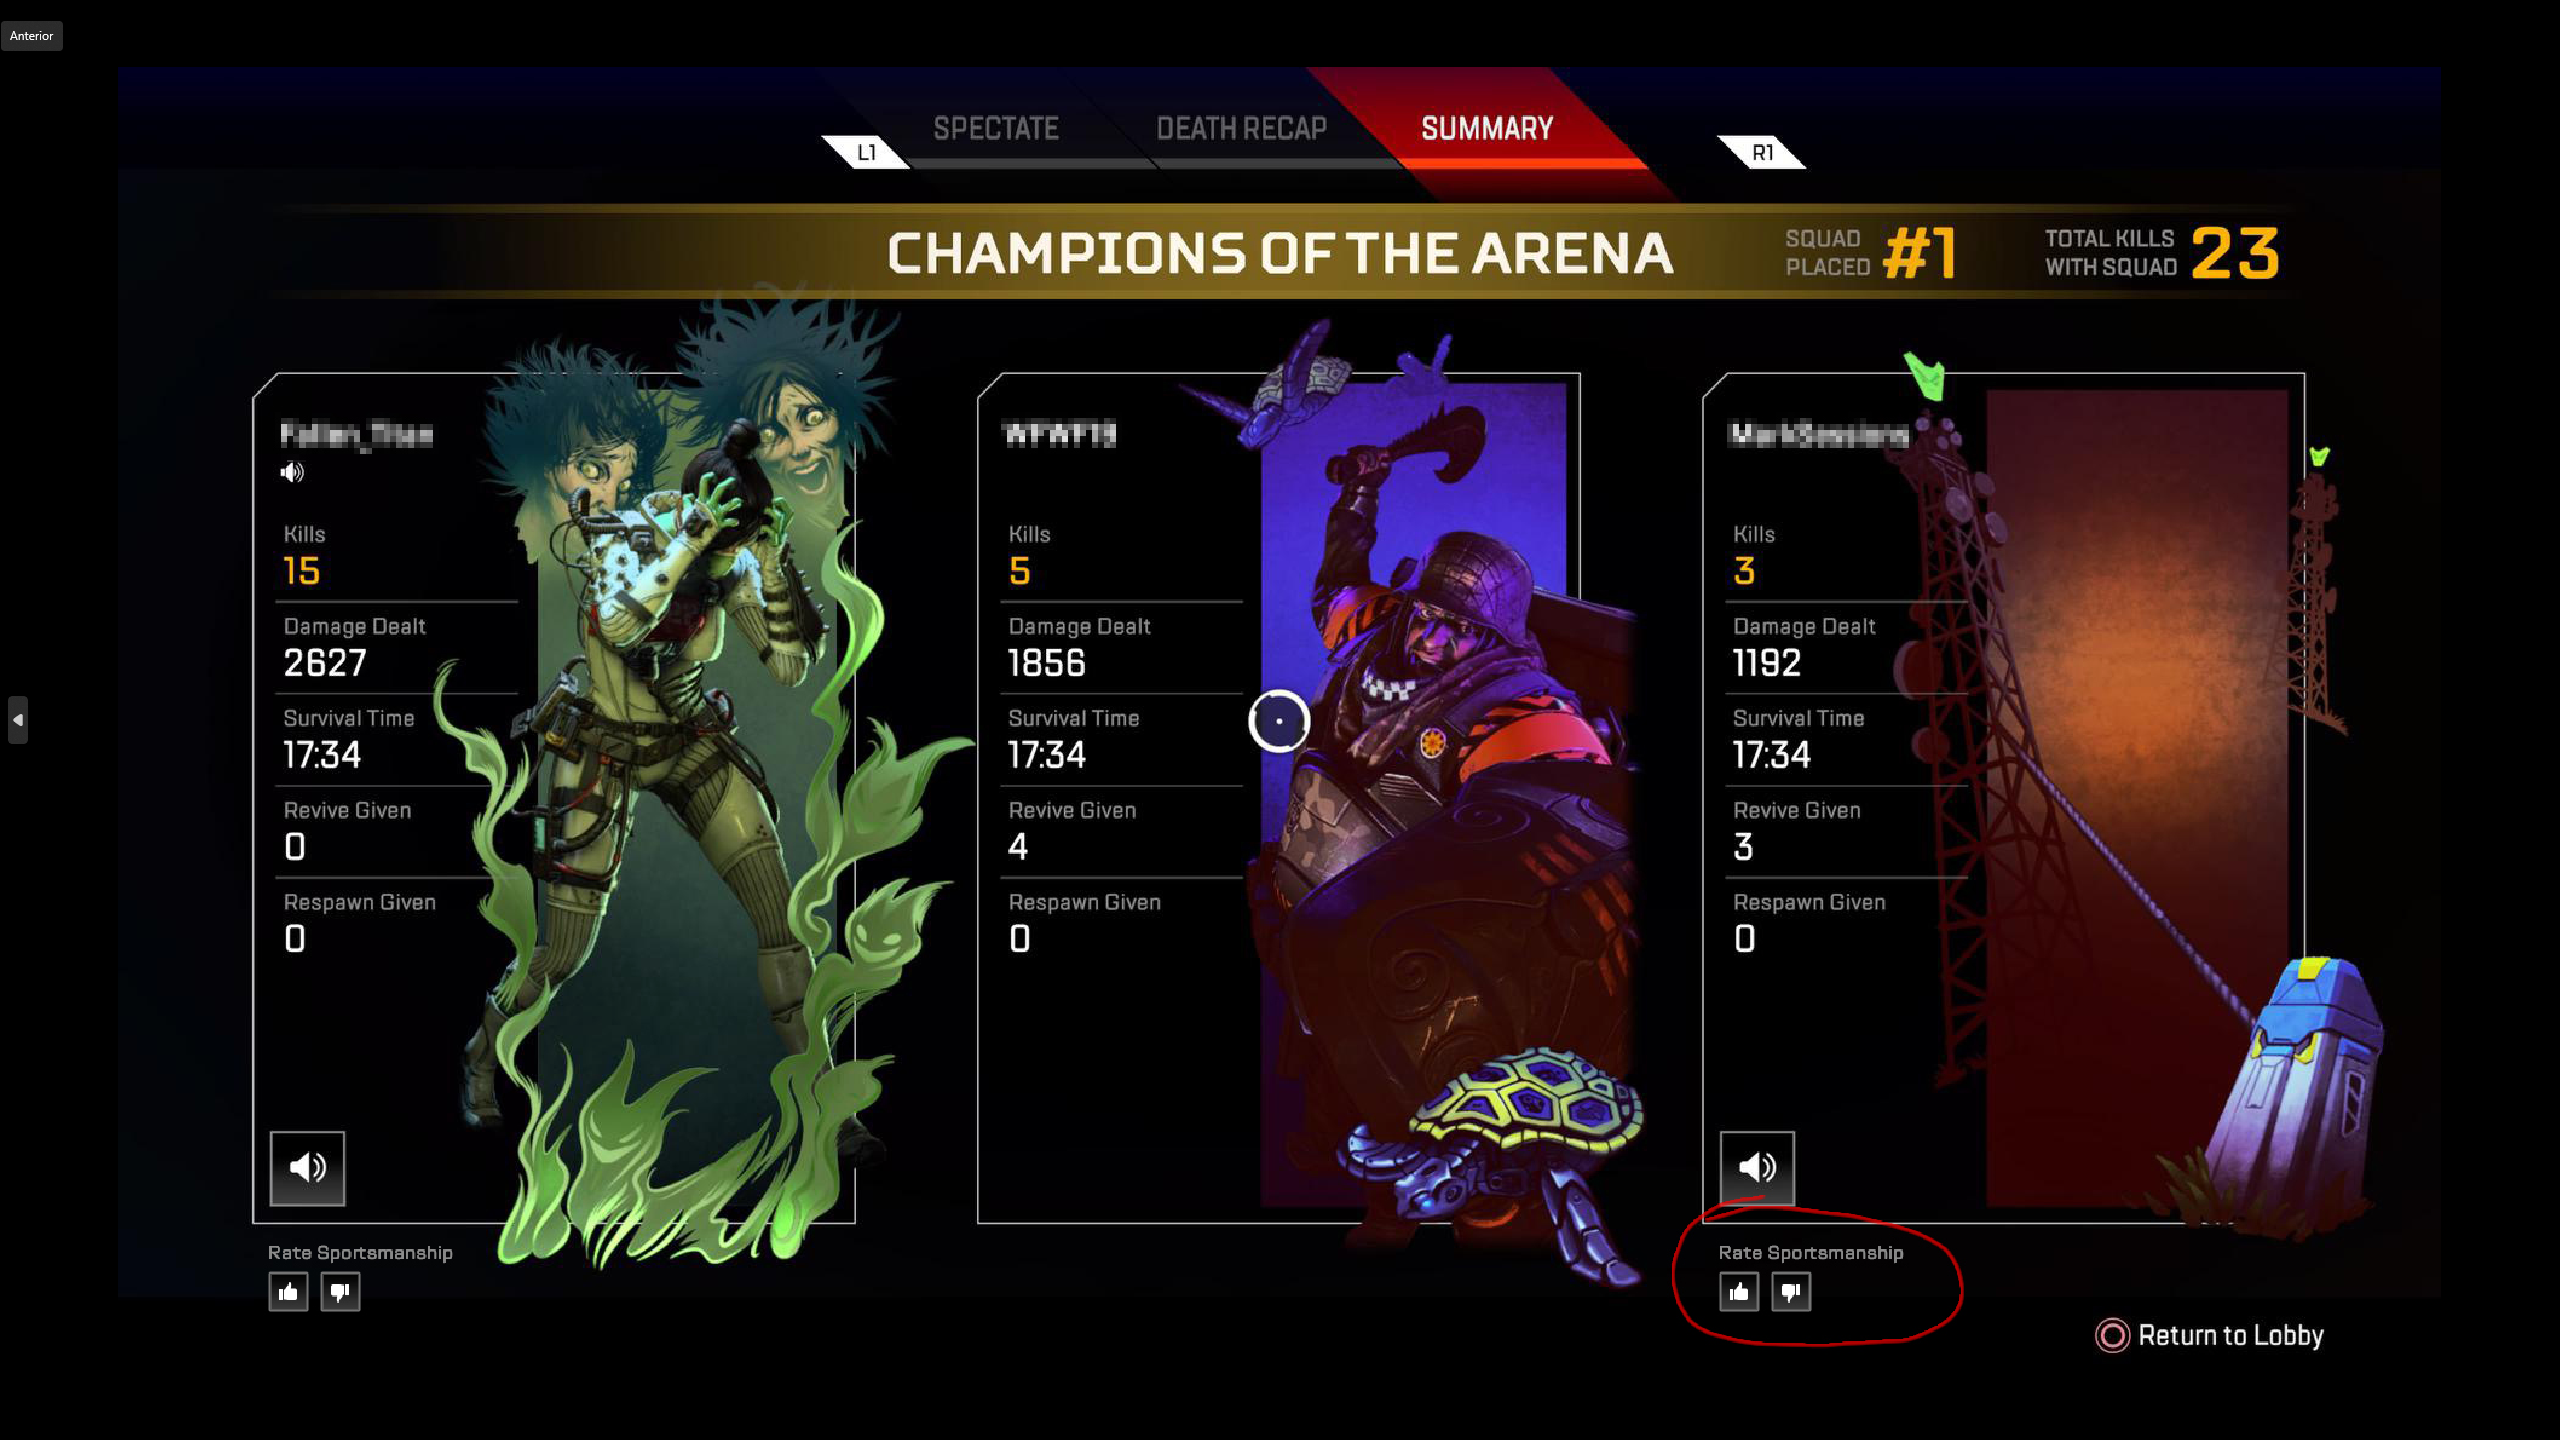 Anterior
SPECTATE
DEATH RECAP
SUMMARY
L1
R1
CHAMPIONS OF THE ARENA
SQUAD
PLACED #1
TOTAL KILLS
WITH SQUAD 23
Kills
15
Damage Dealt
2627
Survival Time
17:34
Revive Given
0
Respawn Given
0
Rate Sportsmanship
Kills
5
Damage Dealt
1856
Survival Time
17:34
Revive Given
4
Respawn Given
0
Kills
3
Damage Dealt
1192
Survival Time
17:34
Revive Given
3
Respawn Given
0
Rate Sportsmanship
Return to Lobby